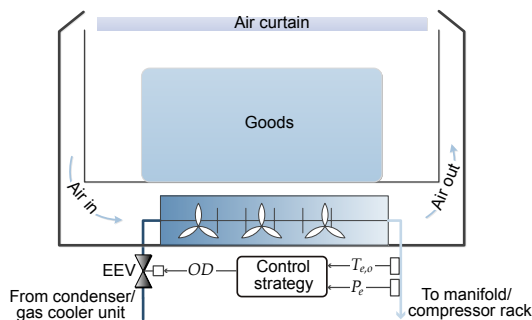 Air curtain
Goods
Air in
Air out
EEV
OD
Control
strategy
T_{e,o}
P_e
From condenser/
gas cooler unit
To manifold/
compressor rack